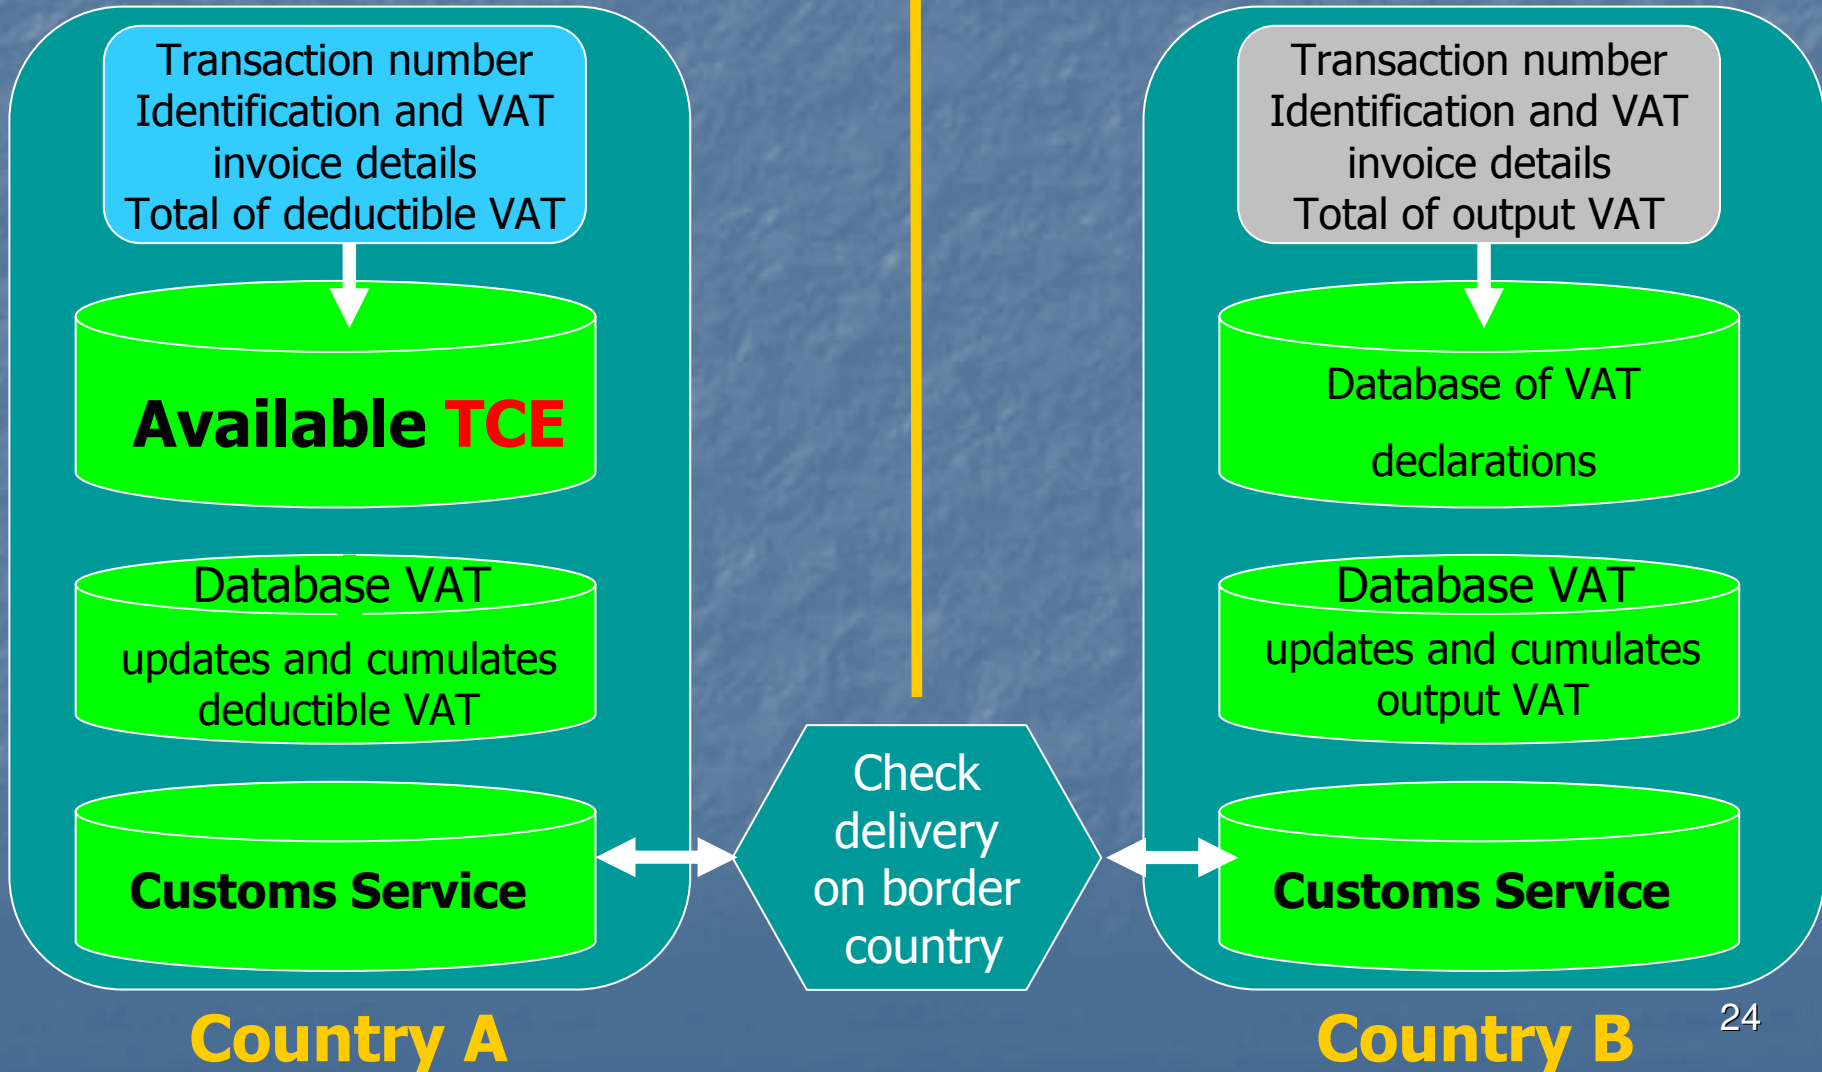 Transaction number
Identification and VAT
invoice details
Total of deductible VAT
Available TCE
Database VAT
updates and cumulates
deductible VAT
Customs Service
Country A
Check
delivery
on border
country
Transaction number
Identification and VAT
invoice details
Total of output VAT
Database of VAT
declarations
Database VAT
updates and cumulates
output VAT
Customs Service
Country B
24